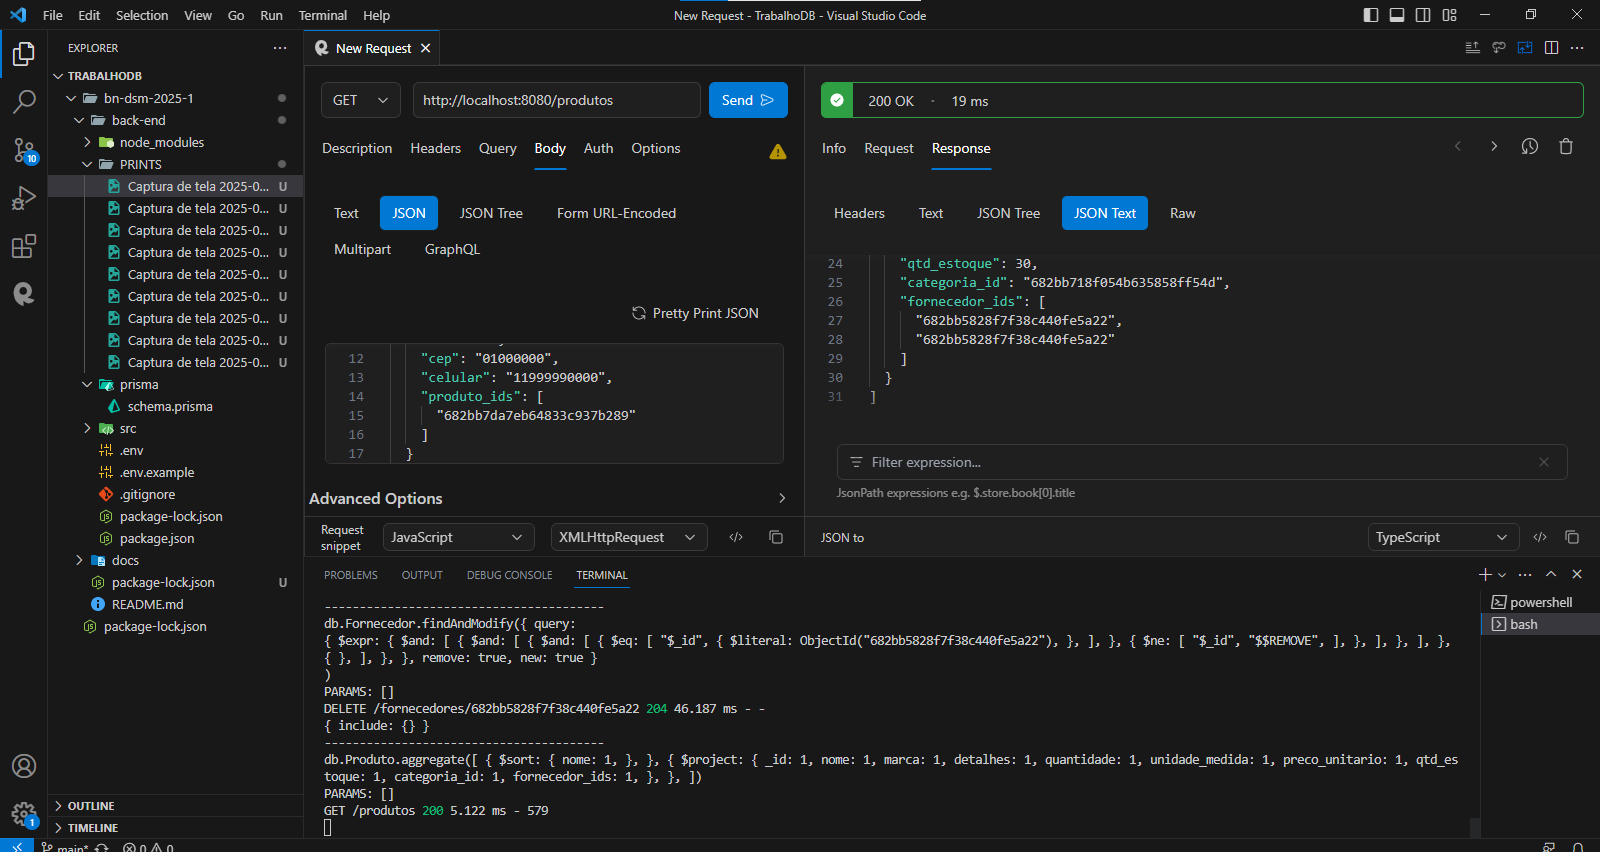 File Edit Selection View Go Run Terminal Help
New Request - TrabalhoDB - Visual Studio Code
EXPLORER
TRABALHODB
bn-dsm-2025-1
back-end
node_modules
PRINTS
Captura de tela 2025-0... U
Captura de tela 2025-0... U
Captura de tela 2025-0... U
Captura de tela 2025-0... U
Captura de tela 2025-0... U
Captura de tela 2025-0... U
Captura de tela 2025-0... U
Captura de tela 2025-0... U
Captura de tela 2025-0... U
prisma
schema.prisma
src
.env
.env.example
.gitignore
package-lock.json
package.json
docs
package-lock.json U
README.md
package-lock.json
OUTLINE
TIMELINE
10
1
main*
0 0
New Request
GET
http://localhost:8080/produtos
Send
Description Headers Query Body Auth Options
Text JSON JSON Tree Form URL-Encoded
Multipart GraphQL
Pretty Print JSON
12 "cep": "01000000",
13 "celular": "11999990000",
14 "produto_ids": [
15 "682bb7da7eb64833c937b289"
16 ]
17 }
Advanced Options
Request snippet
JavaScript
XMLHttpRequest
200 OK · 19 ms
Info Request Response
Headers Text JSON Tree JSON Text Raw
24 "qtd_estoque": 30,
25 "categoria_id": "682bb718f054b635858ff54d",
26 "fornecedor_ids": [
27 "682bb5828f7f38c440fe5a22",
28 "682bb5828f7f38c440fe5a22"
29 ]
30 }
31 ]
Filter expression...
JsonPath expressions e.g. $.store.book[0].title
JSON to
TypeScript
PROBLEMS OUTPUT DEBUG CONSOLE TERMINAL
powershell
bash
----------------------------------------
db.Fornecedor.findAndModify({ query:
{ $expr: { $and: [ { $and: [ { $and: [ { $eq: [ "$_id", { $literal: ObjectId("682bb5828f7f38c440fe5a22"), }, ], }, { $ne: [ "$_id", "$$REMOVE", ], }, ], }, ], },
{ }, ], }, }, remove: true, new: true }
)
PARAMS: []
DELETE /fornecedores/682bb5828f7f38c440fe5a22 204 46.187 ms - -
{ include: {} }
----------------------------------------
db.Produto.aggregate([ { $sort: { nome: 1, }, }, { $project: { _id: 1, nome: 1, marca: 1, detalhes: 1, quantidade: 1, unidade_medida: 1, preco_unitario: 1, qtd_es
toque: 1, categoria_id: 1, fornecedor_ids: 1, }, }, ])
PARAMS: []
GET /produtos 200 5.122 ms - 579